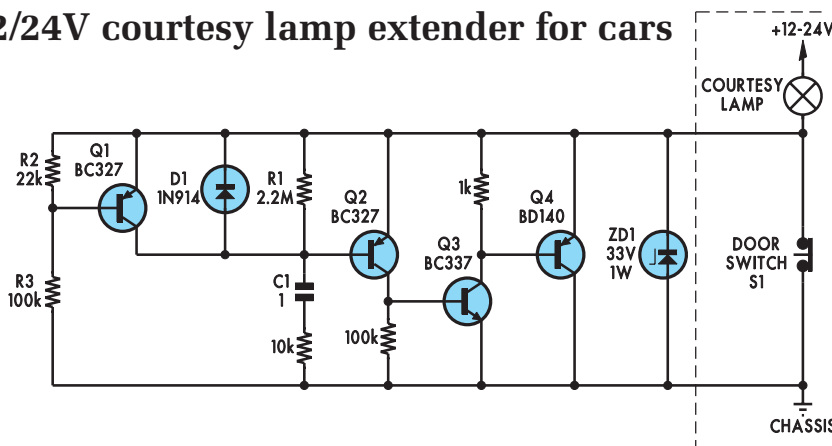 2/24V courtesy lamp extender for cars
+12-24V
COURTESY
LAMP
R2
22k
Q1
BC327
D1
1N914
R1
2.2M
Q2
BC327
1k
Q4
BD140
Q3
BC337
ZD1
33V
1W
DOOR
SWITCH
S1
R3
100k
C1
1
10k
100k
CHASSIS